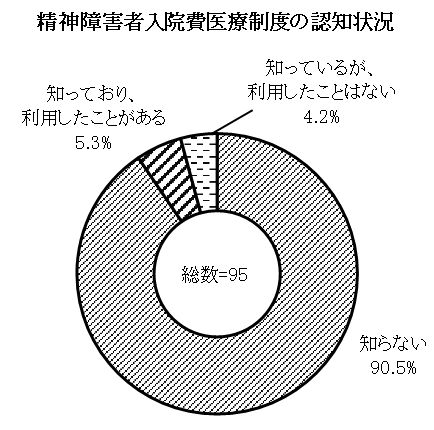 精神障害者入院費医療制度の認知状況
知っているが、
利用したことはない
4.2%
知っており、
利用したことがある
5.3%
総数=95
知らない
90.5%